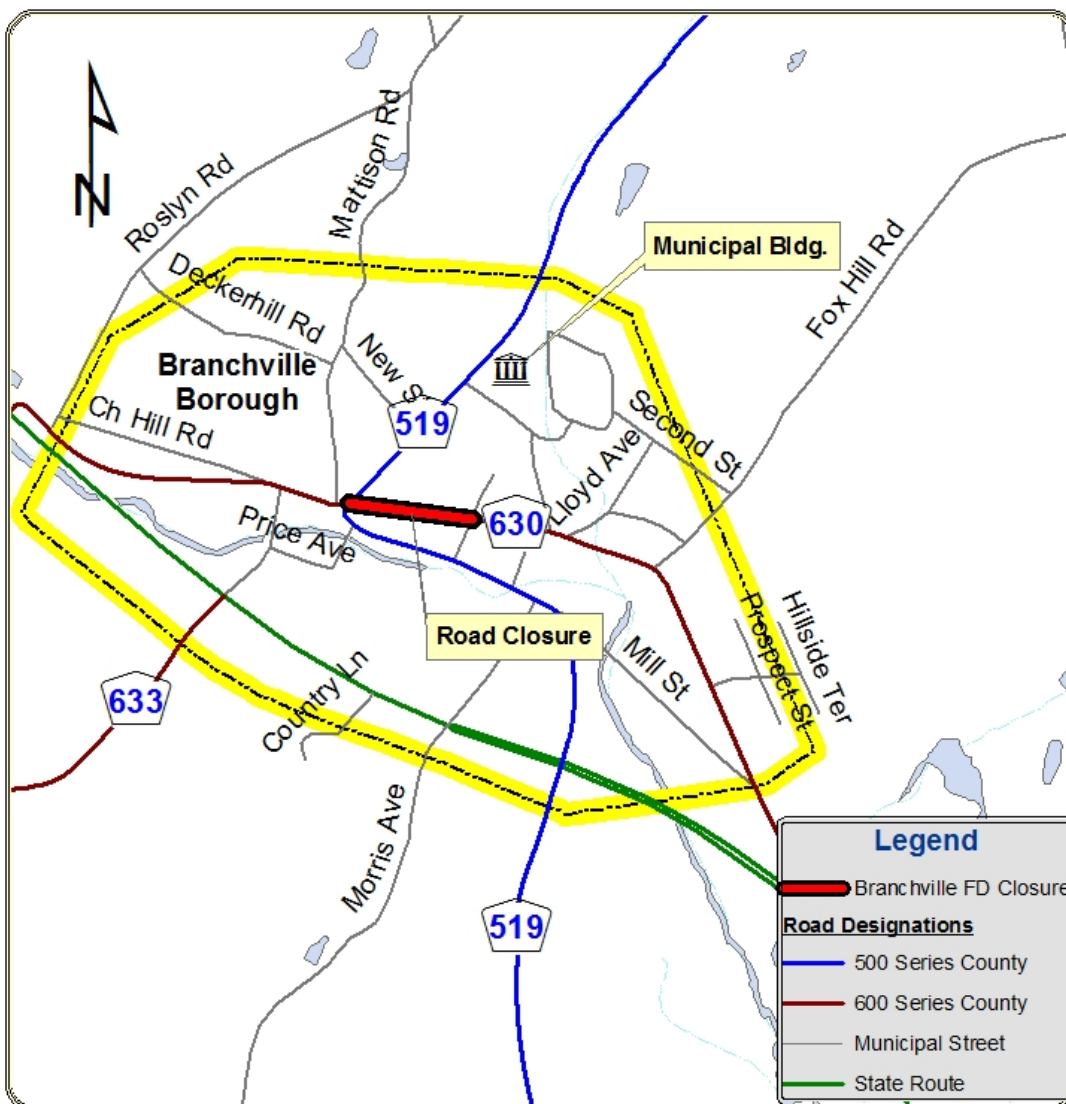 N
Roslyn Rd
Mattison Rd
Municipal Bldg.
Fox Hill Rd
Deckerhill Rd
New S
Branchville
Borough
519
Ch Hill Rd
Second St
Lloyd Ave
630
Price Ave
Road Closure
Mill St
Prospect St
Hillside Ter
633
Country Ln
Morris Ave
519
Legend
Branchville FD Closure
Road Designations
500 Series County
600 Series County
Municipal Street
State Route